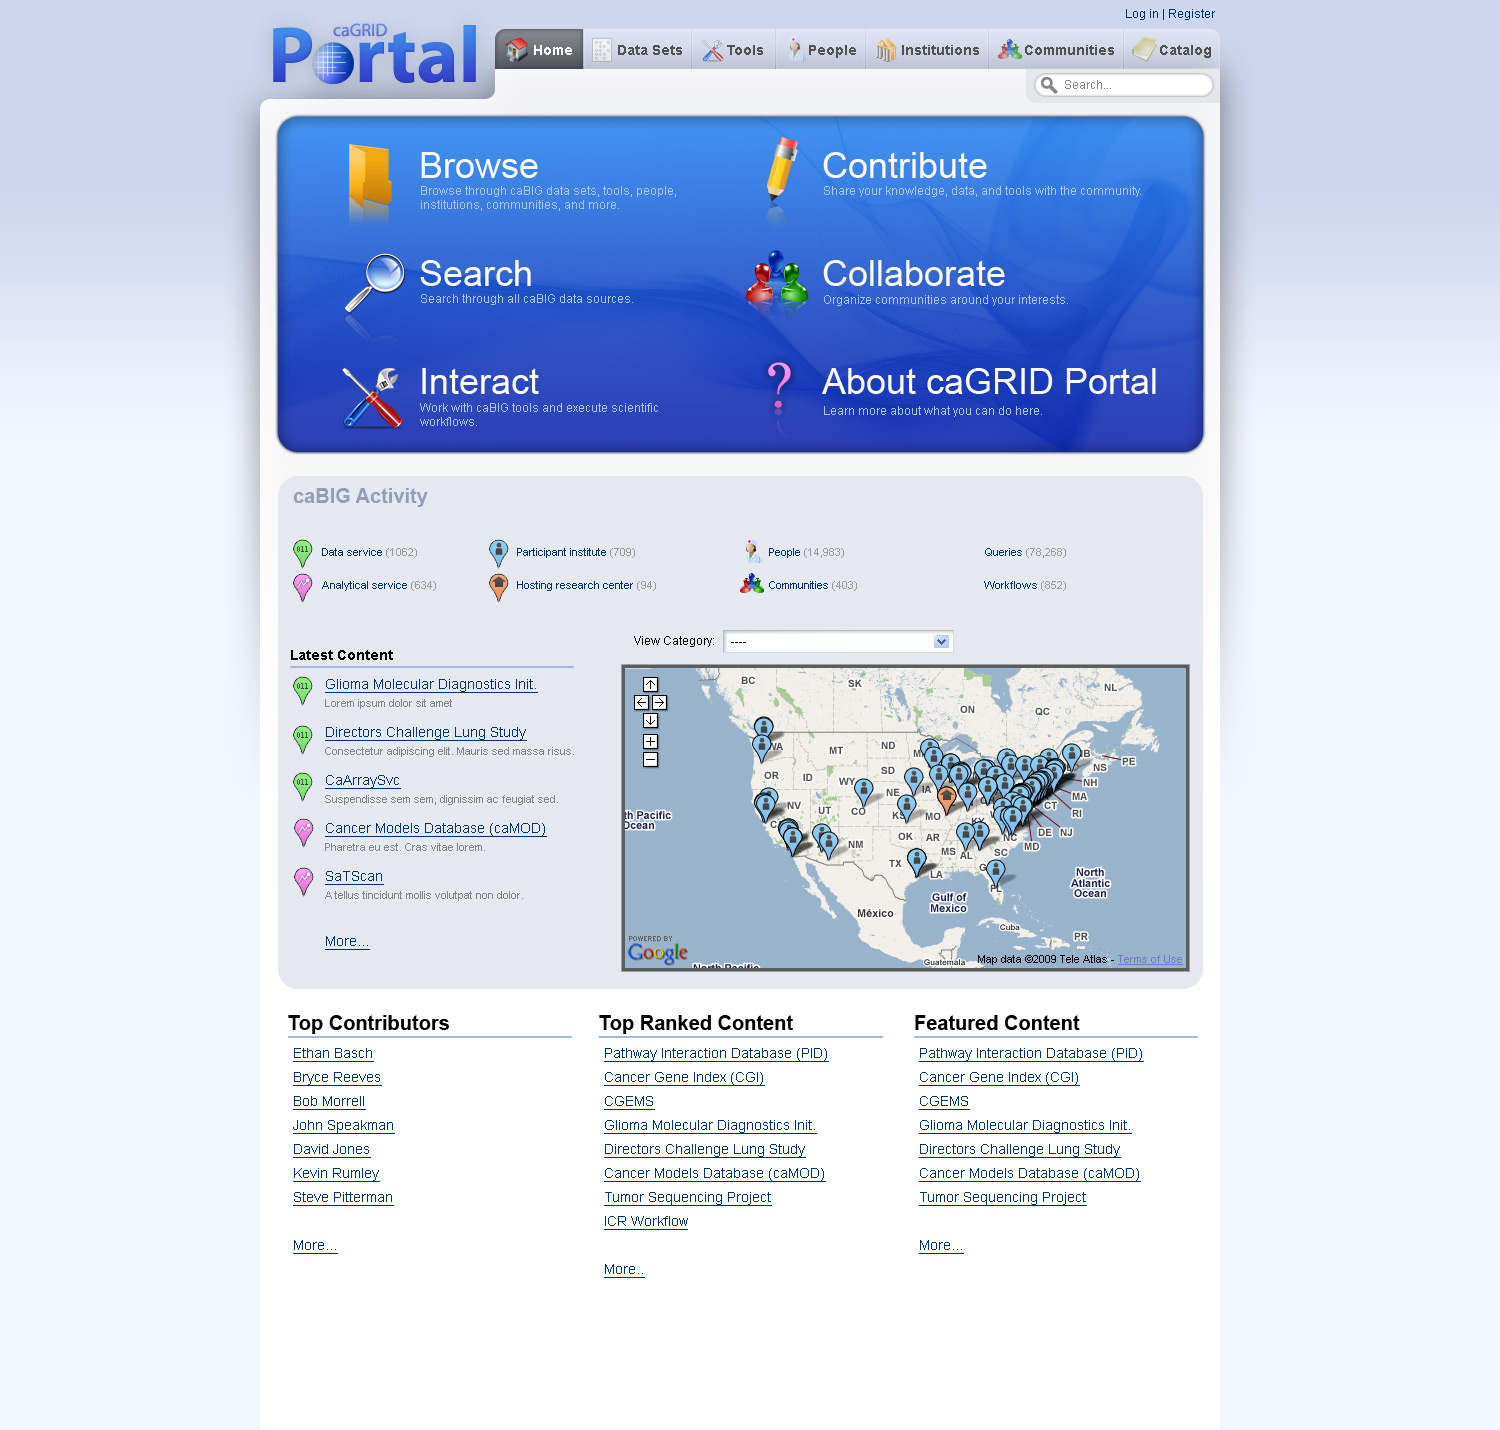 Log in | Register
caGRID
Portal
Home
Data Sets
Tools
People
Institutions
Communities
Catalog
Search...
Browse
Browse through caBIG data sets, tools, people,
institutions, communities, and more.
Contribute
Share your knowledge, data, and tools with the community.
Search
Search through all caBIG data sources.
Collaborate
Organize communities around your interests.
Interact
Work with caBIG tools and execute scientific
workflows.
About caGRID Portal
Learn more about what you can do here.
caBIG Activity
Data service (1062)
Participant institute (709)
People (14,983)
Queries (78,268)
Analytical service (634)
Hosting research center (94)
Communities (403)
Workflows (852)
View Category: ----
Latest Content
Glioma Molecular Diagnostics Init.
Lorem ipsum dolor sit amet
Directors Challenge Lung Study
Consectetur adipiscing elit. Mauris sed massa risus.
CaArraySvc
Suspendisse sem sem, dignissim ac feugiat sed.
Cancer Models Database (caMOD)
Pharetra eu est. Cras vitae lorem.
SaTScan
A tellus tincidunt mollis volutpat non dolor.
More...
BC
SK
NL
ON
QC
MT
ND
PE
NS
OR
ID
SD
NH
WY
NE
IA
MA
NV
UT
CO
CT
RI
MO
DE
NJ
OK
AR
NC
MD
NM
MS
AL
SC
TX
LA
FL
North
Atlantic
Ocean
Gulf of
Mexico
México
Cuba
PR
Guatemala
POWERED BY
Google
Map data ©2009 Tele Atlas - Terms of Use
Top Contributors
Ethan Basch
Bryce Reeves
Bob Morrell
John Speakman
David Jones
Kevin Rumley
Steve Pitterman
More...
Top Ranked Content
Pathway Interaction Database (PID)
Cancer Gene Index (CGI)
CGEMS
Glioma Molecular Diagnostics Init.
Directors Challenge Lung Study
Cancer Models Database (caMOD)
Tumor Sequencing Project
ICR Workflow
More..
Featured Content
Pathway Interaction Database (PID)
Cancer Gene Index (CGI)
CGEMS
Glioma Molecular Diagnostics Init.
Directors Challenge Lung Study
Cancer Models Database (caMOD)
Tumor Sequencing Project
More...